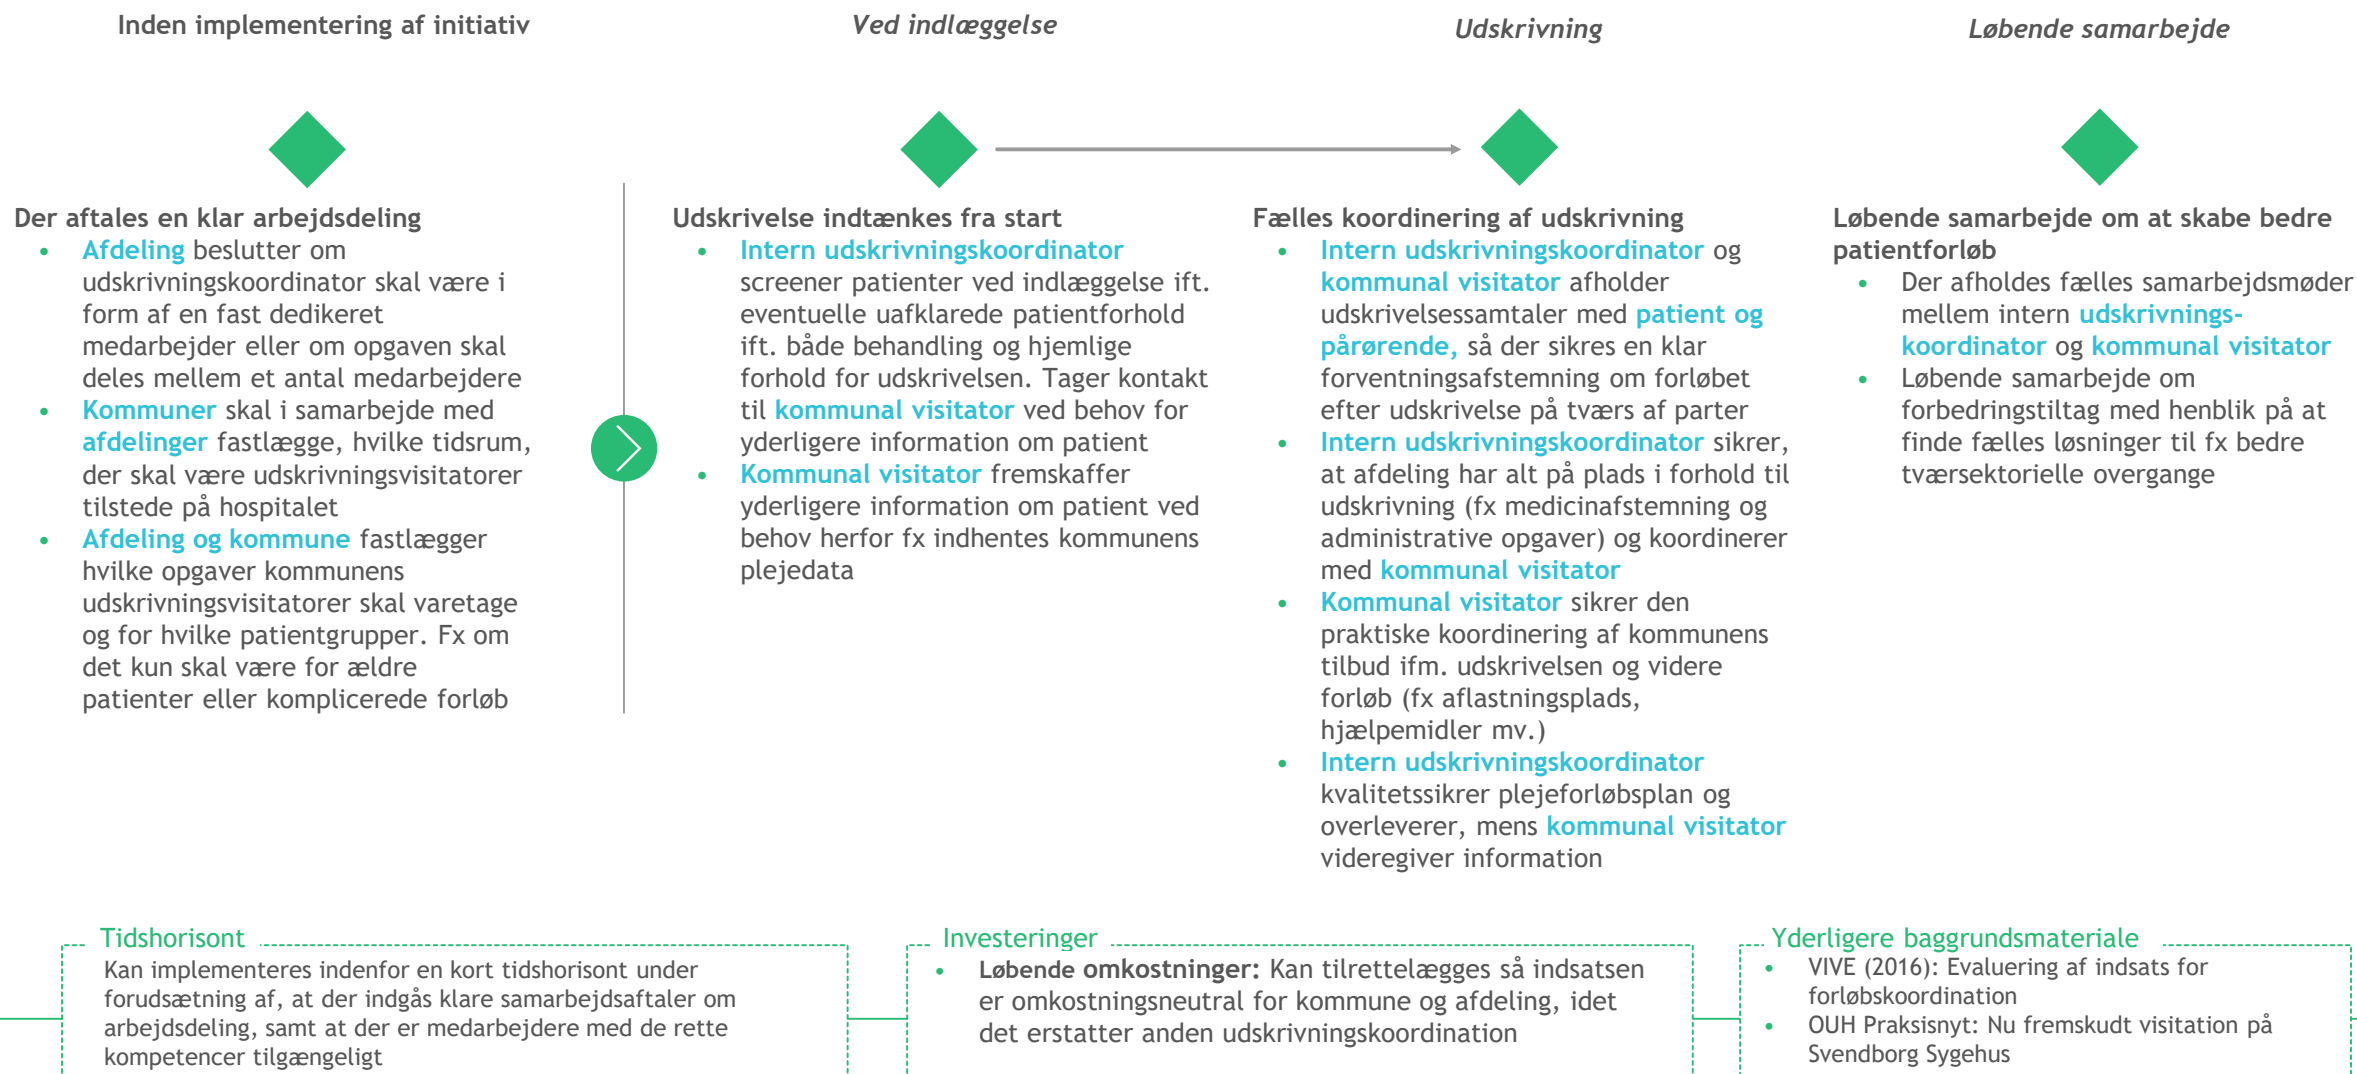 Inden implementering af initiativ
Ved indlæggelse
Udskrivning
Løbende samarbejde
Der aftales en klar arbejdsdeling
• Afdeling beslutter om
udskrivningskoordinator skal være i
form af en fast dedikeret
medarbejder eller om opgaven skal
deles mellem et antal medarbejdere
• Kommuner skal i samarbejde med
afdelinger fastlægge, hvilke tidsrum,
der skal være udskrivningsvisitatorer
tilstede på hospitalet
• Afdeling og kommune fastlægger
hvilke opgaver kommunens
udskrivningsvisitatorer skal varetage
og for hvilke patientgrupper. Fx om
det kun skal være for ældre
patienter eller komplicerede forløb
Udskrivelse indtænkes fra start
• Intern udskrivningskoordinator
screener patienter ved indlæggelse ift.
eventuelle uafklarede patientforhold
ift. både behandling og hjemlige
forhold for udskrivelsen. Tager kontakt
til kommunal visitator ved behov for
yderligere information om patient
• Kommunal visitator fremskaffer
yderligere information om patient ved
behov herfor fx indhentes kommunens
plejedata
Fælles koordinering af udskrivning
• Intern udskrivningskoordinator og
kommunal visitator afholder
udskrivelsessamtaler med patient og
pårørende, så der sikres en klar
forventningsafstemning om forløbet
efter udskrivelse på tværs af parter
• Intern udskrivningskoordinator sikrer,
at afdeling har alt på plads i forhold til
udskrivning (fx medicinafstemning og
administrative opgaver) og koordinerer
med kommunal visitator
• Kommunal visitator sikrer den
praktiske koordinering af kommunens
tilbud ifm. udskrivelsen og videre
forløb (fx aflastningsplads,
hjælpemidler mv.)
• Intern udskrivningskoordinator
kvalitetssikrer plejeforløbsplan og
overleverer, mens kommunal visitator
videregiver information
Løbende samarbejde om at skabe bedre
patientforløb
• Der afholdes fælles samarbejdsmøder
mellem intern udskrivnings-
koordinator og kommunal visitator
• Løbende samarbejde om
forbedringstiltag med henblik på at
finde fælles løsninger til fx bedre
tværsektorielle overgange
Tidshorisont
Kan implementeres indenfor en kort tidshorisont under
forudsætning af, at der indgås klare samarbejdsaftaler om
arbejdsdeling, samt at der er medarbejdere med de rette
kompetencer tilgængeligt
Investeringer
• Løbende omkostninger: Kan tilrettelægges så indsatsen
er omkostningsneutral for kommune og afdeling, idet
det erstatter anden udskrivningskoordination
Yderligere baggrundsmateriale
• VIVE (2016): Evaluering af indsats for
forløbskoordination
• OUH Praksisnyt: Nu fremskudt visitation på
Svendborg Sygehus